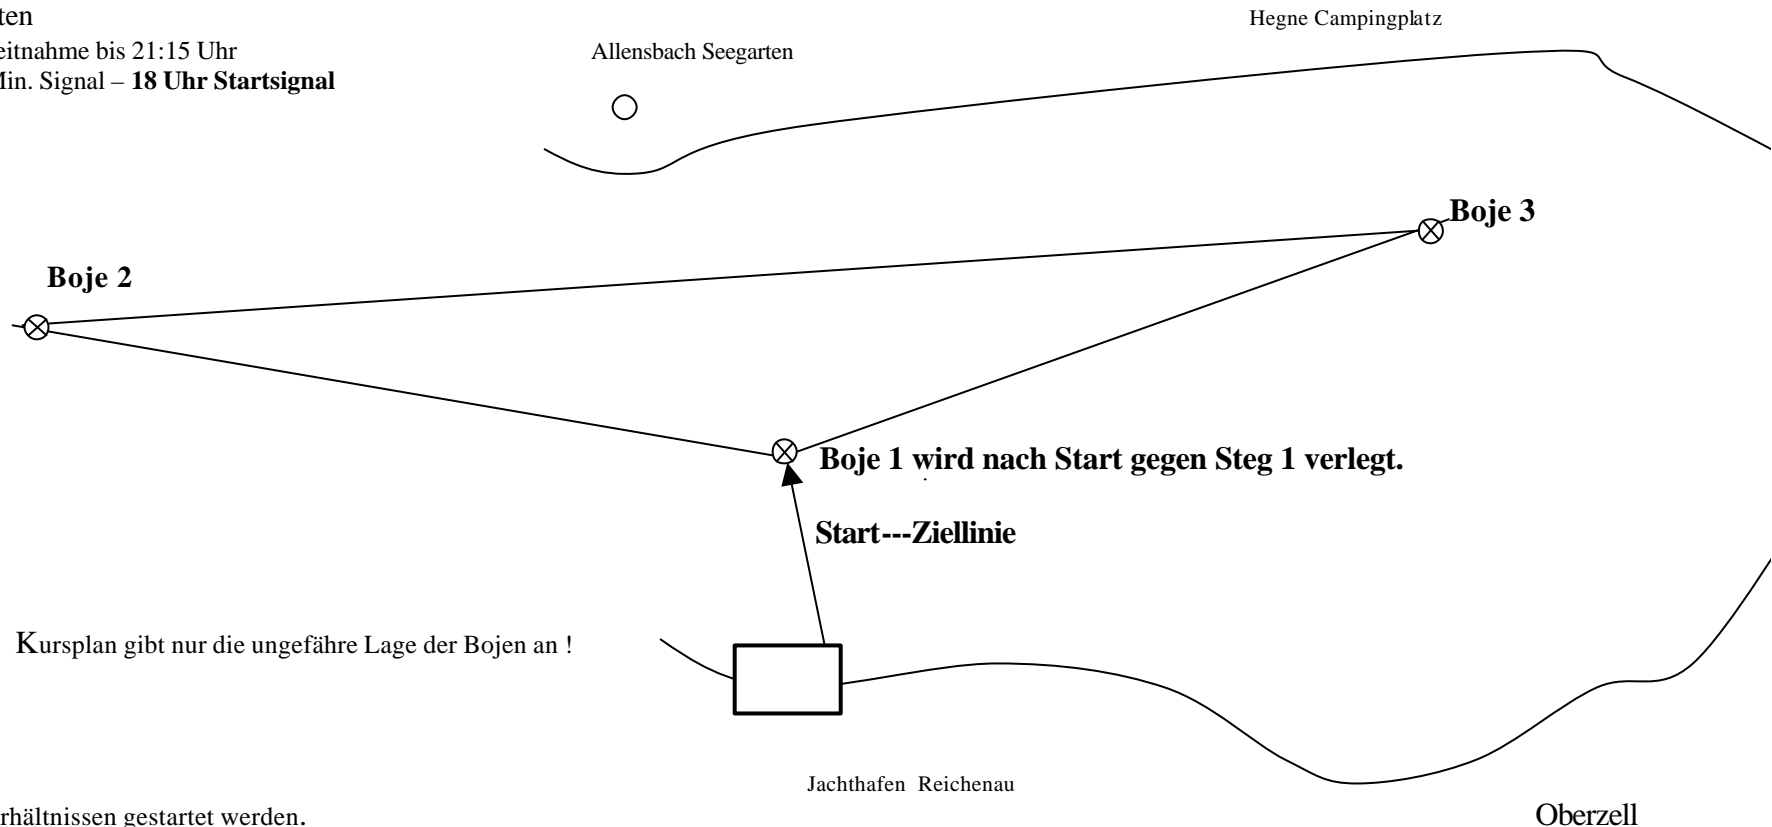 ten
eitnahme bis 21:15 Uhr
Min. Signal – 18 Uhr Startsignal
Hegne Campingplatz
Allensbach Seegarten
Boje 3
Boje 2
Boje 1 wird nach Start gegen Steg 1 verlegt.
Start---Ziellinie
Kursplan gibt nur die ungefähre Lage der Bojen an !
Jachthafen Reichenau
rhältnissen gestartet werden.
Oberzell